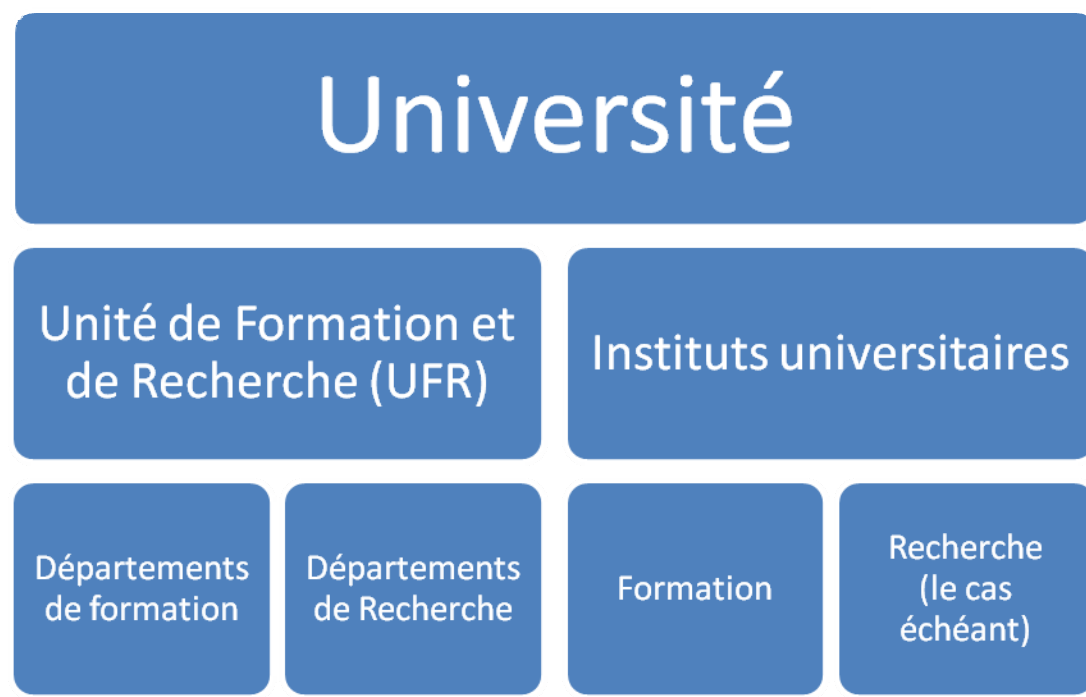 Université
Unité de Formation et
de Recherche (UFR)
Instituts universitaires
Départements
de formation
Départements
de Recherche
Formation
Recherche
(le cas
échéant)